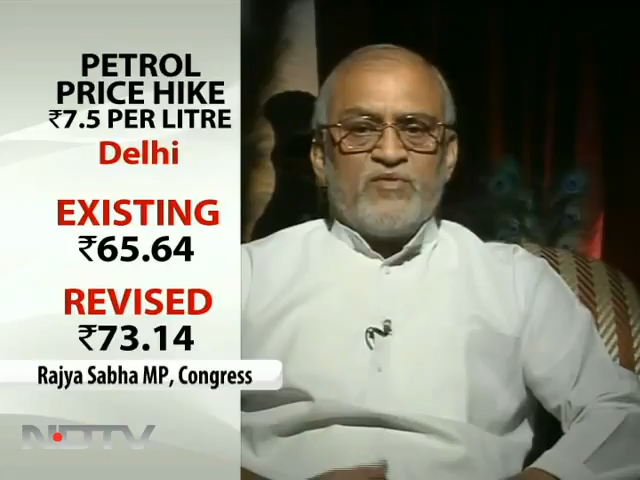 PETROL
PRICE HIKE
₹7.5 PER LITRE
Delhi
EXISTING
₹65.64
REVISED
₹73.14
Rajya Sabha MP, Congress
NDTV